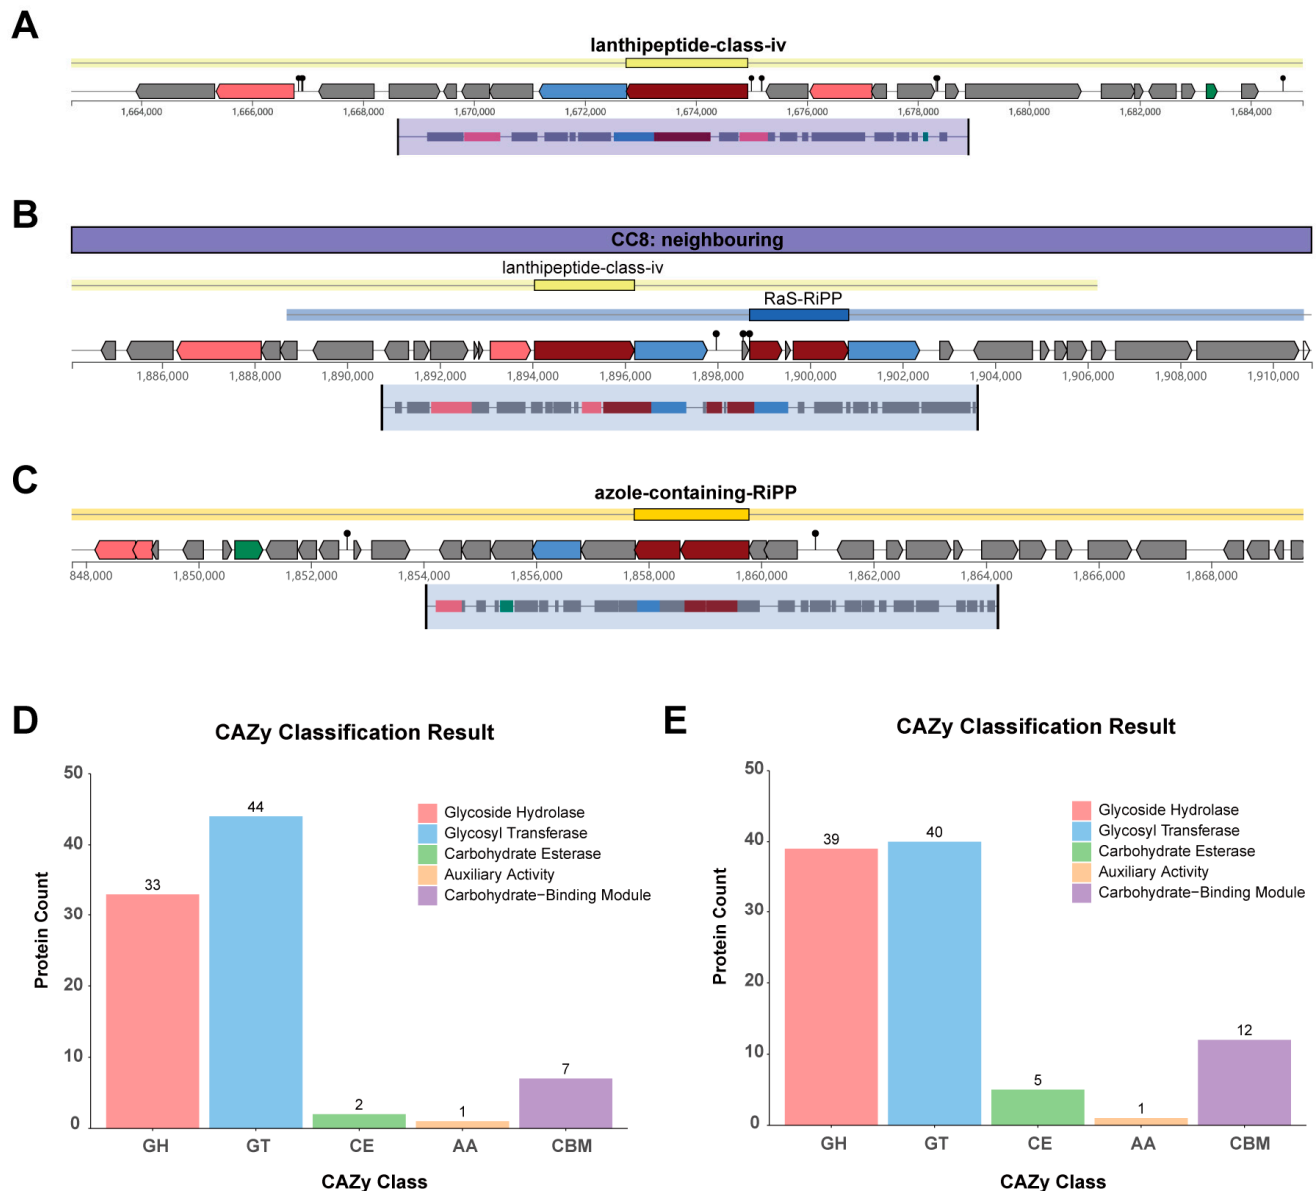 A
lanthipeptide-class-iv
1,664,000 1,666,000 1,668,000 1,670,000 1,672,000 1,674,000 1,676,000 1,678,000 1,680,000 1,682,000 1,684,000
B
CC8: neighbouring
lanthipeptide-class-iv
RaS-RiPP
1,886,000 1,888,000 1,890,000 1,892,000 1,894,000 1,896,000 1,898,000 1,900,000 1,902,000 1,904,000 1,906,000 1,908,000 1,910,000
C
azole-containing-RiPP
848,000 1,850,000 1,852,000 1,854,000 1,856,000 1,858,000 1,860,000 1,862,000 1,864,000 1,866,000 1,868,000
D
CAZy Classification Result
50
40
30
20
10
0
Protein Count
33
44
2
1
7
Glycoside Hydrolase
Glycosyl Transferase
Carbohydrate Esterase
Auxiliary Activity
Carbohydrate−Binding Module
GH GT CE AA CBM
CAZy Class
E
CAZy Classification Result
50
40
30
20
10
0
Protein Count
39
40
5
1
12
Glycoside Hydrolase
Glycosyl Transferase
Carbohydrate Esterase
Auxiliary Activity
Carbohydrate−Binding Module
GH GT CE AA CBM
CAZy Class